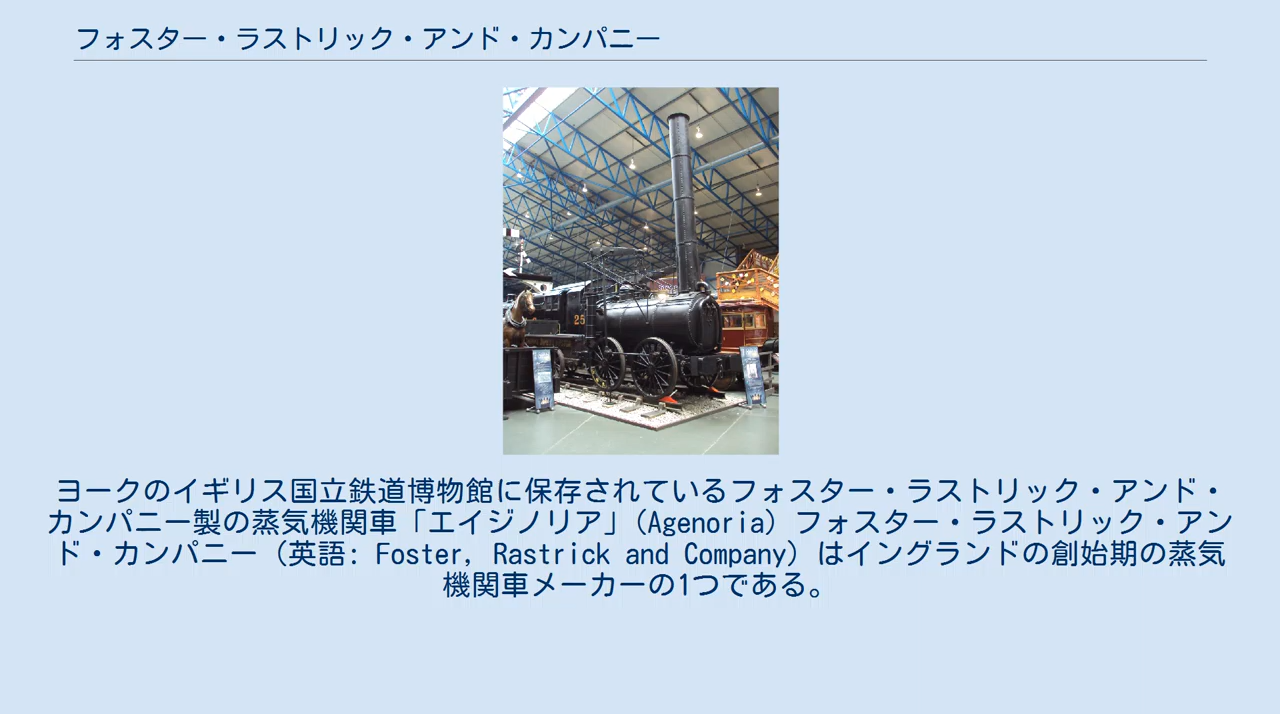 フォスター・ラストリック・アンド・カンパニー
25
ヨークのイギリス国立鉄道博物館に保存されているフォスター・ラストリック・アンド・
カンパニー製の蒸気機関車「エイジノリア」(Agenoria) フォスター・ラストリック・アン
ド・カンパニー (英語: Foster, Rastrick and Company) はイングランドの創始期の蒸気
機関車メーカーの1つである。